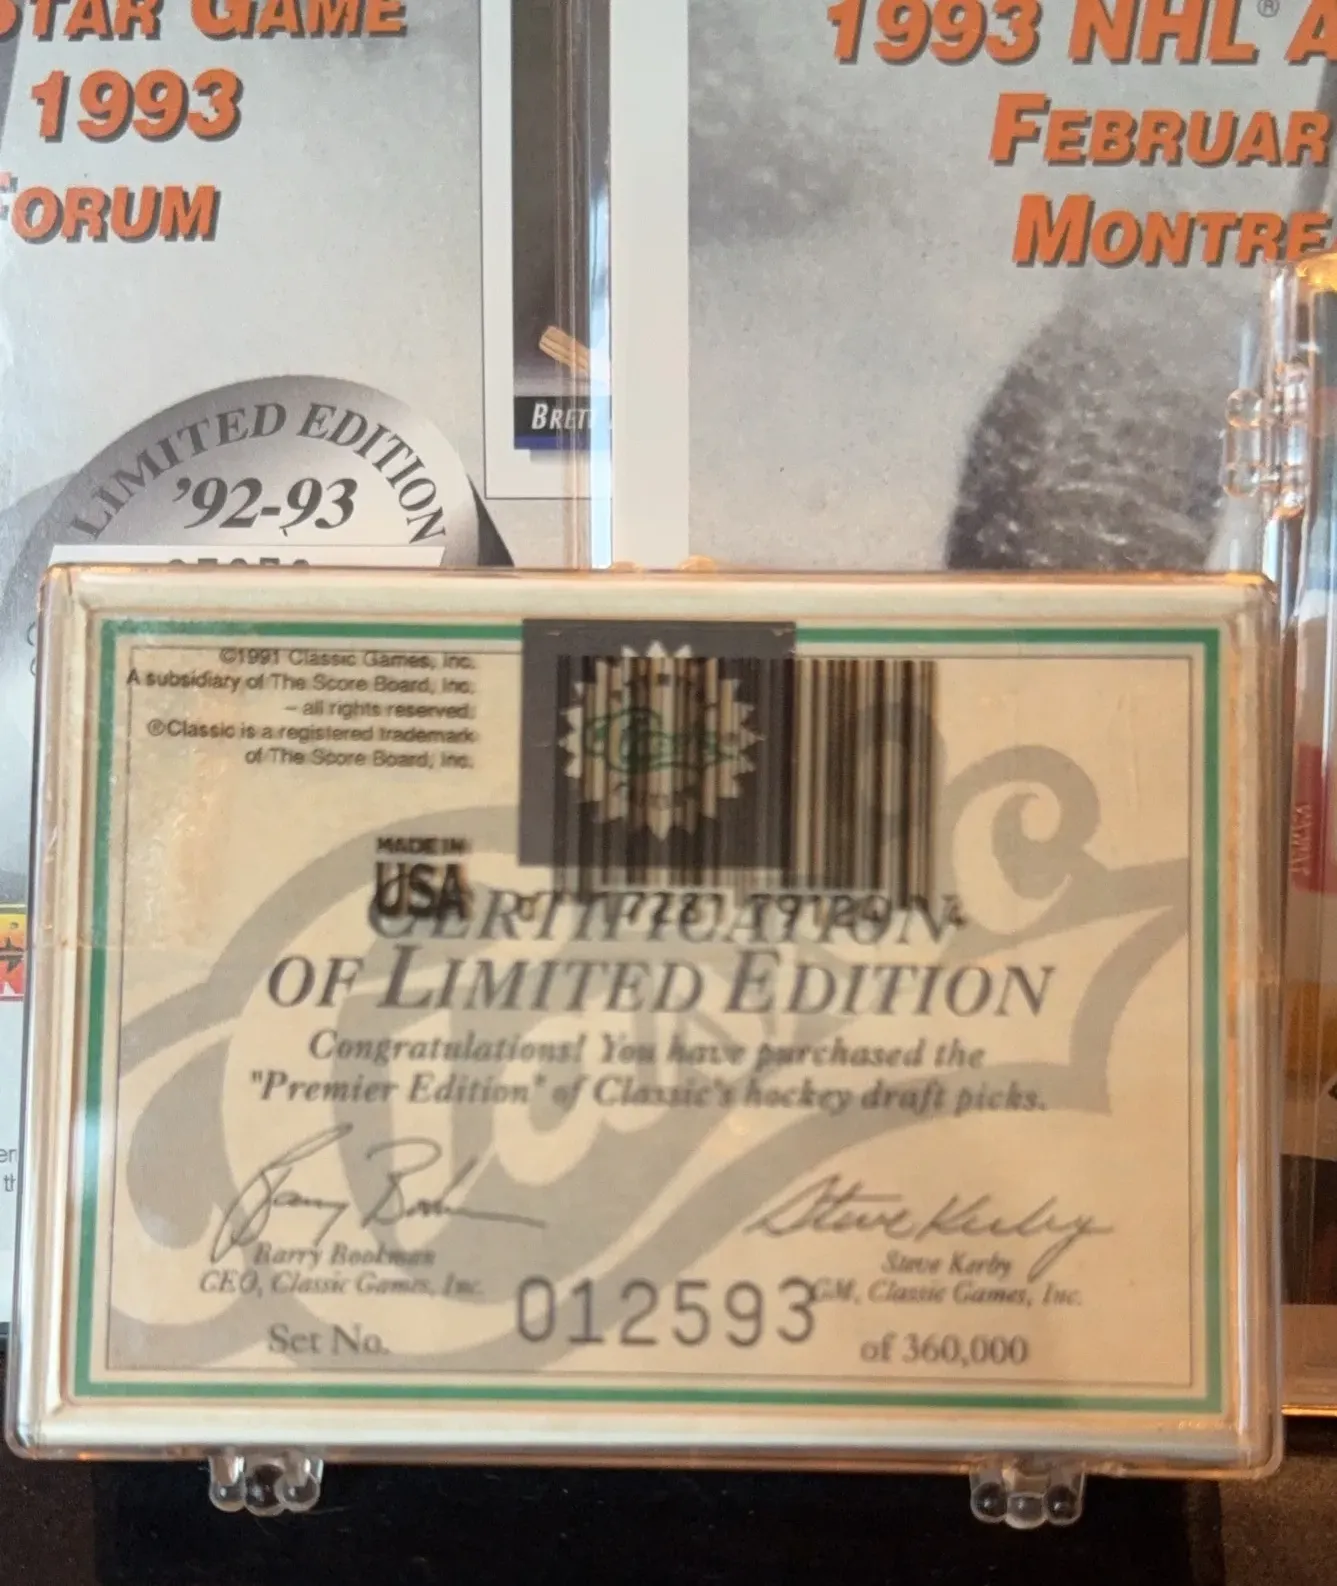 STAR GAME
1993
FORUM
1993 NHL® A
FEBRUAR
MONTREA
BRETT
LIMITED EDITION
'92-93
©1991 Classic Games, Inc.
A subsidiary of The Score Board, Inc.
– all rights reserved.
®Classic is a registered trademark
of The Score Board, Inc.
MADE IN
USA
CERTIFICATION
OF LIMITED EDITION
Congratulations! You have purchased the
"Premier Edition" of Classic's hockey draft picks.
Barry Bookman
CEO, Classic Games, Inc.
Steve Kerby
GM, Classic Games, Inc.
Set No. 012593 of 360,000